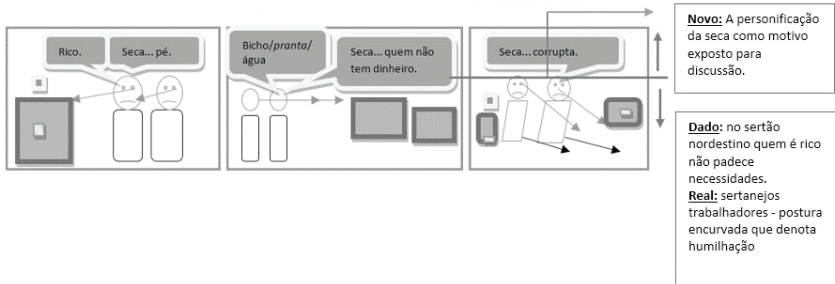 Rico.
Seca... pé.
Bicho/pranta/
água
Seca... quem não
tem dinheiro.
Seca... corrupta.
Novo: A personificação
da seca como motivo
exposto para
discussão.
Dado: no sertão
nordestino quem é rico
não padece
necessidades.
Real: sertanejos
trabalhadores - postura
encurvada que denota
humilhação